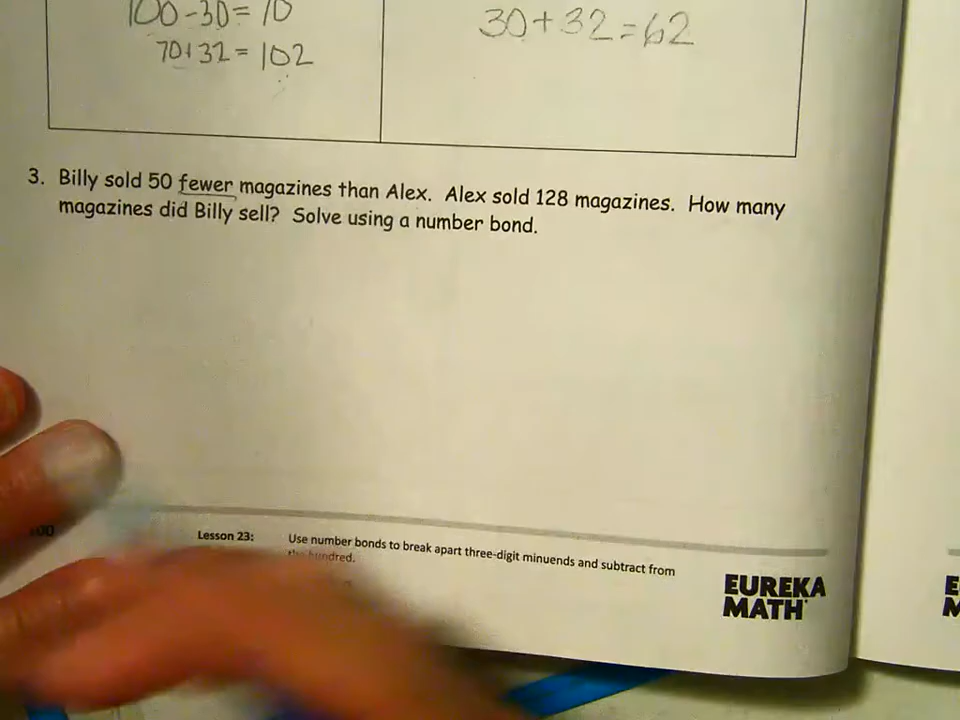 100-30=70
30+32=62
70+32=102
3. Billy sold 50 fewer magazines than Alex. Alex sold 128 magazines. How many
magazines did Billy sell? Solve using a number bond.
Lesson 23: Use number bonds to break apart three-digit minuends and subtract from
the hundred.
EUREKA
MATH